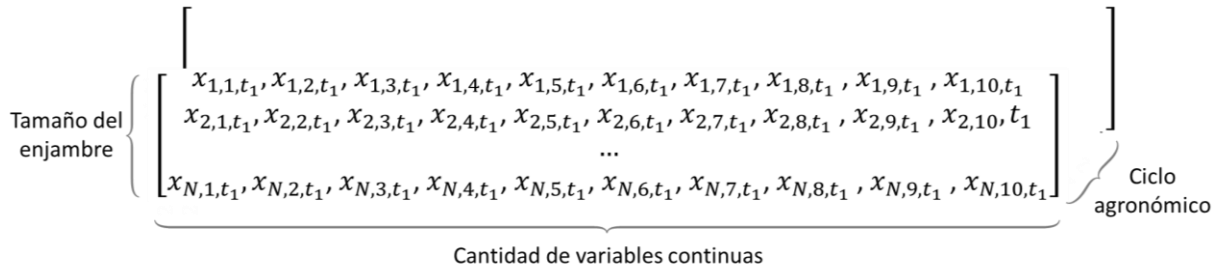 x_{1,1,t_1}, x_{1,2,t_1}, x_{1,3,t_1}, x_{1,4,t_1}, x_{1,5,t_1}, x_{1,6,t_1}, x_{1,7,t_1}, x_{1,8,t_1} , x_{1,9,t_1} , x_{1,10,t_1}
x_{2,1,t_1}, x_{2,2,t_1}, x_{2,3,t_1}, x_{2,4,t_1}, x_{2,5,t_1}, x_{2,6,t_1}, x_{2,7,t_1}, x_{2,8,t_1} , x_{2,9,t_1} , x_{2,10}, t_1
...
x_{N,1,t_1}, x_{N,2,t_1}, x_{N,3,t_1}, x_{N,4,t_1}, x_{N,5,t_1}, x_{N,6,t_1}, x_{N,7,t_1}, x_{N,8,t_1} , x_{N,9,t_1} , x_{N,10,t_1}
Tamaño del
enjambre
Ciclo
agronómico
Cantidad de variables continuas